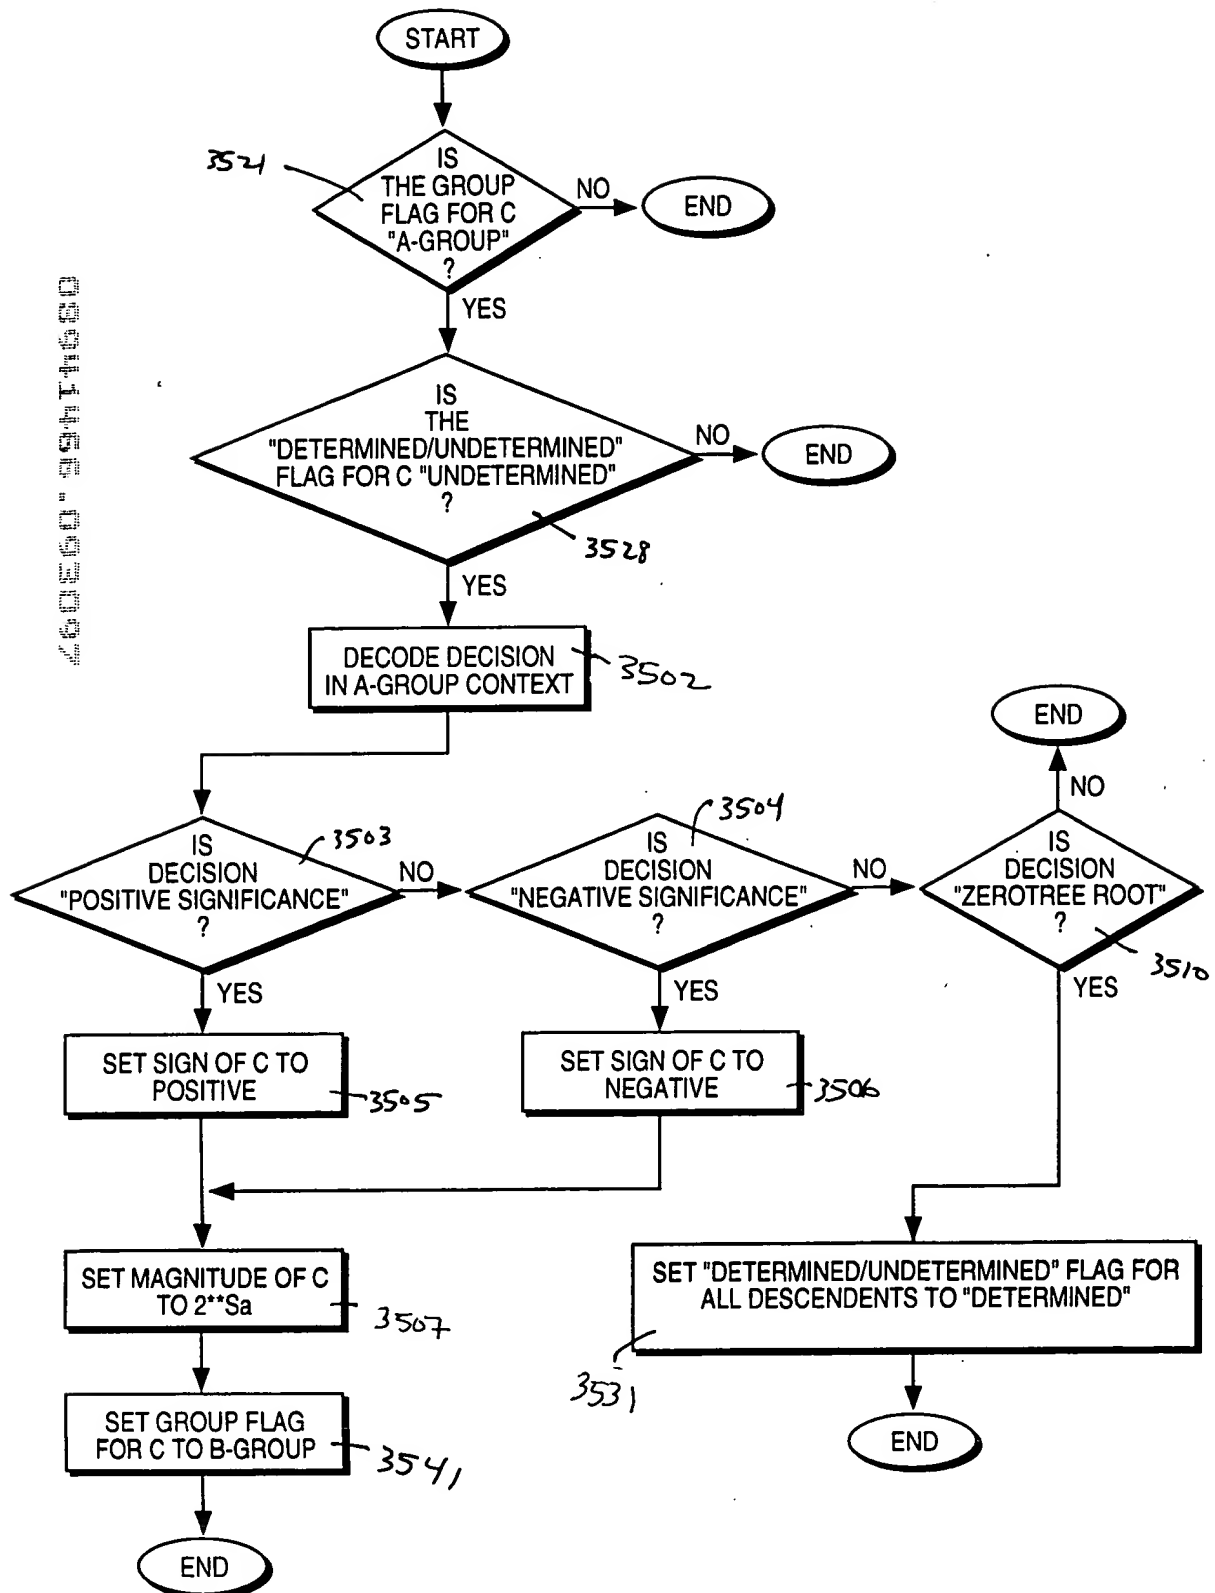 START
3521
IS
THE GROUP
FLAG FOR C
"A-GROUP"
?
NO
END
YES
IS
THE
"DETERMINED/UNDETERMINED"
FLAG FOR C "UNDETERMINED"
?
NO
END
3528
YES
DECODE DECISION
IN A-GROUP CONTEXT
3502
END
NO
3503
IS
DECISION
"POSITIVE SIGNIFICANCE"
?
NO
3504
IS
DECISION
"NEGATIVE SIGNIFICANCE"
?
NO
IS
DECISION
"ZEROTREE ROOT"
?
3510
YES
YES
YES
SET SIGN OF C TO
POSITIVE
3505
SET SIGN OF C TO
NEGATIVE
3506
SET MAGNITUDE OF C
TO 2**Sa
3507
SET "DETERMINED/UNDETERMINED" FLAG FOR
ALL DESCENDENTS TO "DETERMINED"
3531
SET GROUP FLAG
FOR C TO B-GROUP
3541
END
END